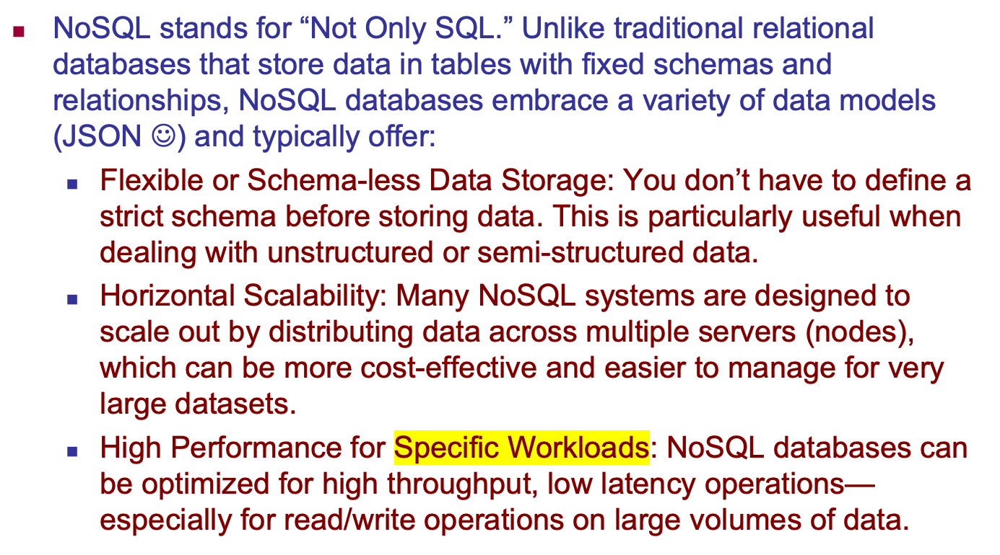 ▪ NoSQL stands for “Not Only SQL.” Unlike traditional relational
databases that store data in tables with fixed schemas and
relationships, NoSQL databases embrace a variety of data models
(JSON ☺) and typically offer:
▪ Flexible or Schema-less Data Storage: You don’t have to define a
strict schema before storing data. This is particularly useful when
dealing with unstructured or semi-structured data.
▪ Horizontal Scalability: Many NoSQL systems are designed to
scale out by distributing data across multiple servers (nodes),
which can be more cost-effective and easier to manage for very
large datasets.
▪ High Performance for Specific Workloads: NoSQL databases can
be optimized for high throughput, low latency operations—
especially for read/write operations on large volumes of data.